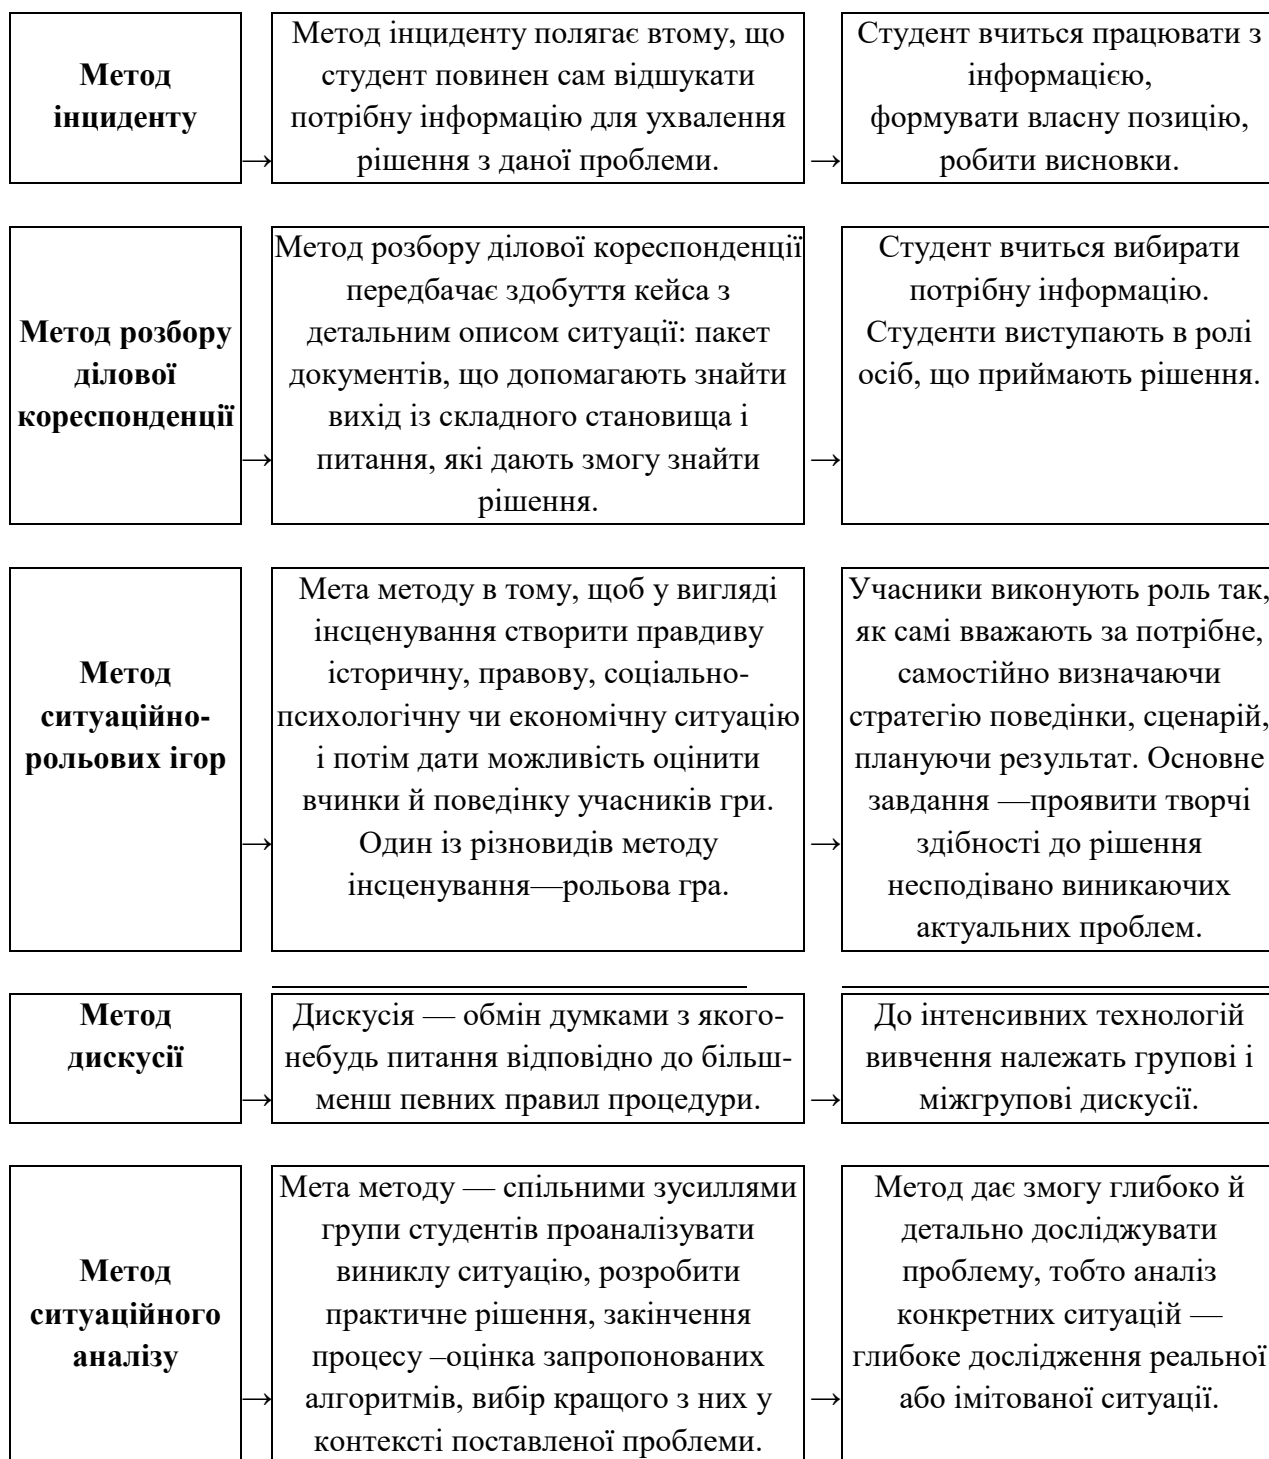 Метод
інциденту
→
Метод інциденту полягає втому, що
студент повинен сам відшукати
потрібну інформацію для ухвалення
рішення з даної проблеми.
→
Студент вчиться працювати з
інформацією,
формувати власну позицію,
робити висновки.
Метод розбору
ділової
кореспонденції
→
Метод розбору ділової кореспонденції
передбачає здобуття кейса з
детальним описом ситуації: пакет
документів, що допомагають знайти
вихід із складного становища і
питання, які дають змогу знайти
рішення.
→
Студент вчиться вибирати
потрібну інформацію.
Студенти виступають в ролі
осіб, що приймають рішення.
Метод
ситуаційно-
рольових ігор
→
Мета методу в тому, щоб у вигляді
інсценування створити правдиву
історичну, правову, соціально-
психологічну чи економічну ситуацію
і потім дати можливість оцінити
вчинки й поведінку учасників гри.
Один із різновидів методу
інсценування—рольова гра.
→
Учасники виконують роль так,
як самі вважають за потрібне,
самостійно визначаючи
стратегію поведінки, сценарій,
плануючи результат. Основне
завдання —проявити творчі
здібності до рішення
несподівано виникаючих
актуальних проблем.
Метод
дискусії
→
Дискусія — обмін думками з якого-
небудь питання відповідно до більш-
менш певних правил процедури.
→
До інтенсивних технологій
вивчення належать групові і
міжгрупові дискусії.
Метод
ситуаційного
аналізу
→
Мета методу — спільними зусиллями
групи студентів проаналізувати
виниклу ситуацію, розробити
практичне рішення, закінчення
процесу –оцінка запропонованих
алгоритмів, вибір кращого з них у
контексті поставленої проблеми.
→
Метод дає змогу глибоко й
детально досліджувати
проблему, тобто аналіз
конкретних ситуацій —
глибоке дослідження реальної
або імітованої ситуації.